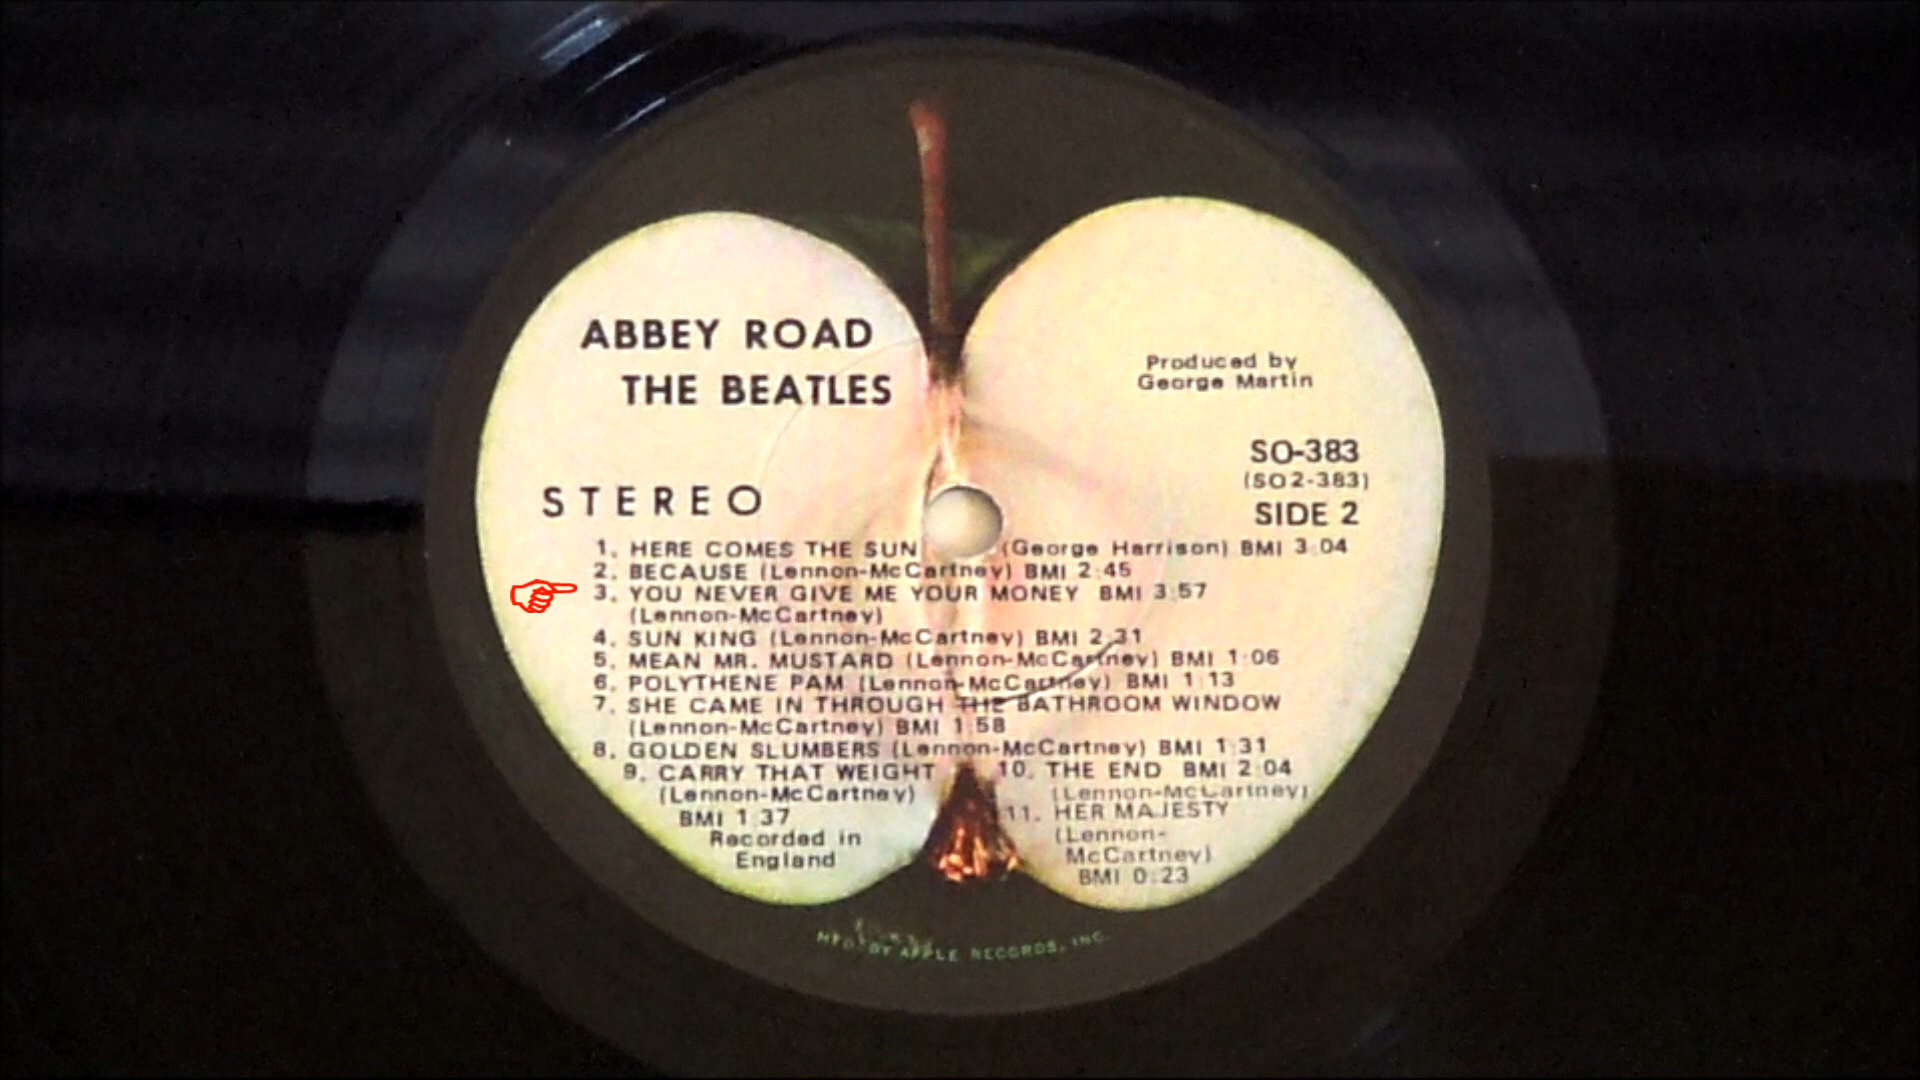 ABBEY ROAD
THE BEATLES
STEREO
Produced by
George Martin
SO-383
(SO2-383)
SIDE 2
1. HERE COMES THE SUN (George Harrison) BMI 3:04
2. BECAUSE (Lennon-McCartney) BMI 2:45
3. YOU NEVER GIVE ME YOUR MONEY BMI 3:57
(Lennon-McCartney)
4. SUN KING (Lennon-McCartney) BMI 2:31
5. MEAN MR. MUSTARD (Lennon-McCartney) BMI 1:06
6. POLYTHENE PAM (Lennon-McCartney) BMI 1:13
7. SHE CAME IN THROUGH THE BATHROOM WINDOW
(Lennon-McCartney) BMI 1:58
8. GOLDEN SLUMBERS (Lennon-McCartney) BMI 1:31
9. CARRY THAT WEIGHT
(Lennon-McCartney)
BMI 1:37
Recorded in
England
10. THE END BMI 2:04
(Lennon-McCartney)
11. HER MAJESTY
(Lennon-
McCartney)
BMI 0:23
MFD. BY APPLE RECORDS, INC.